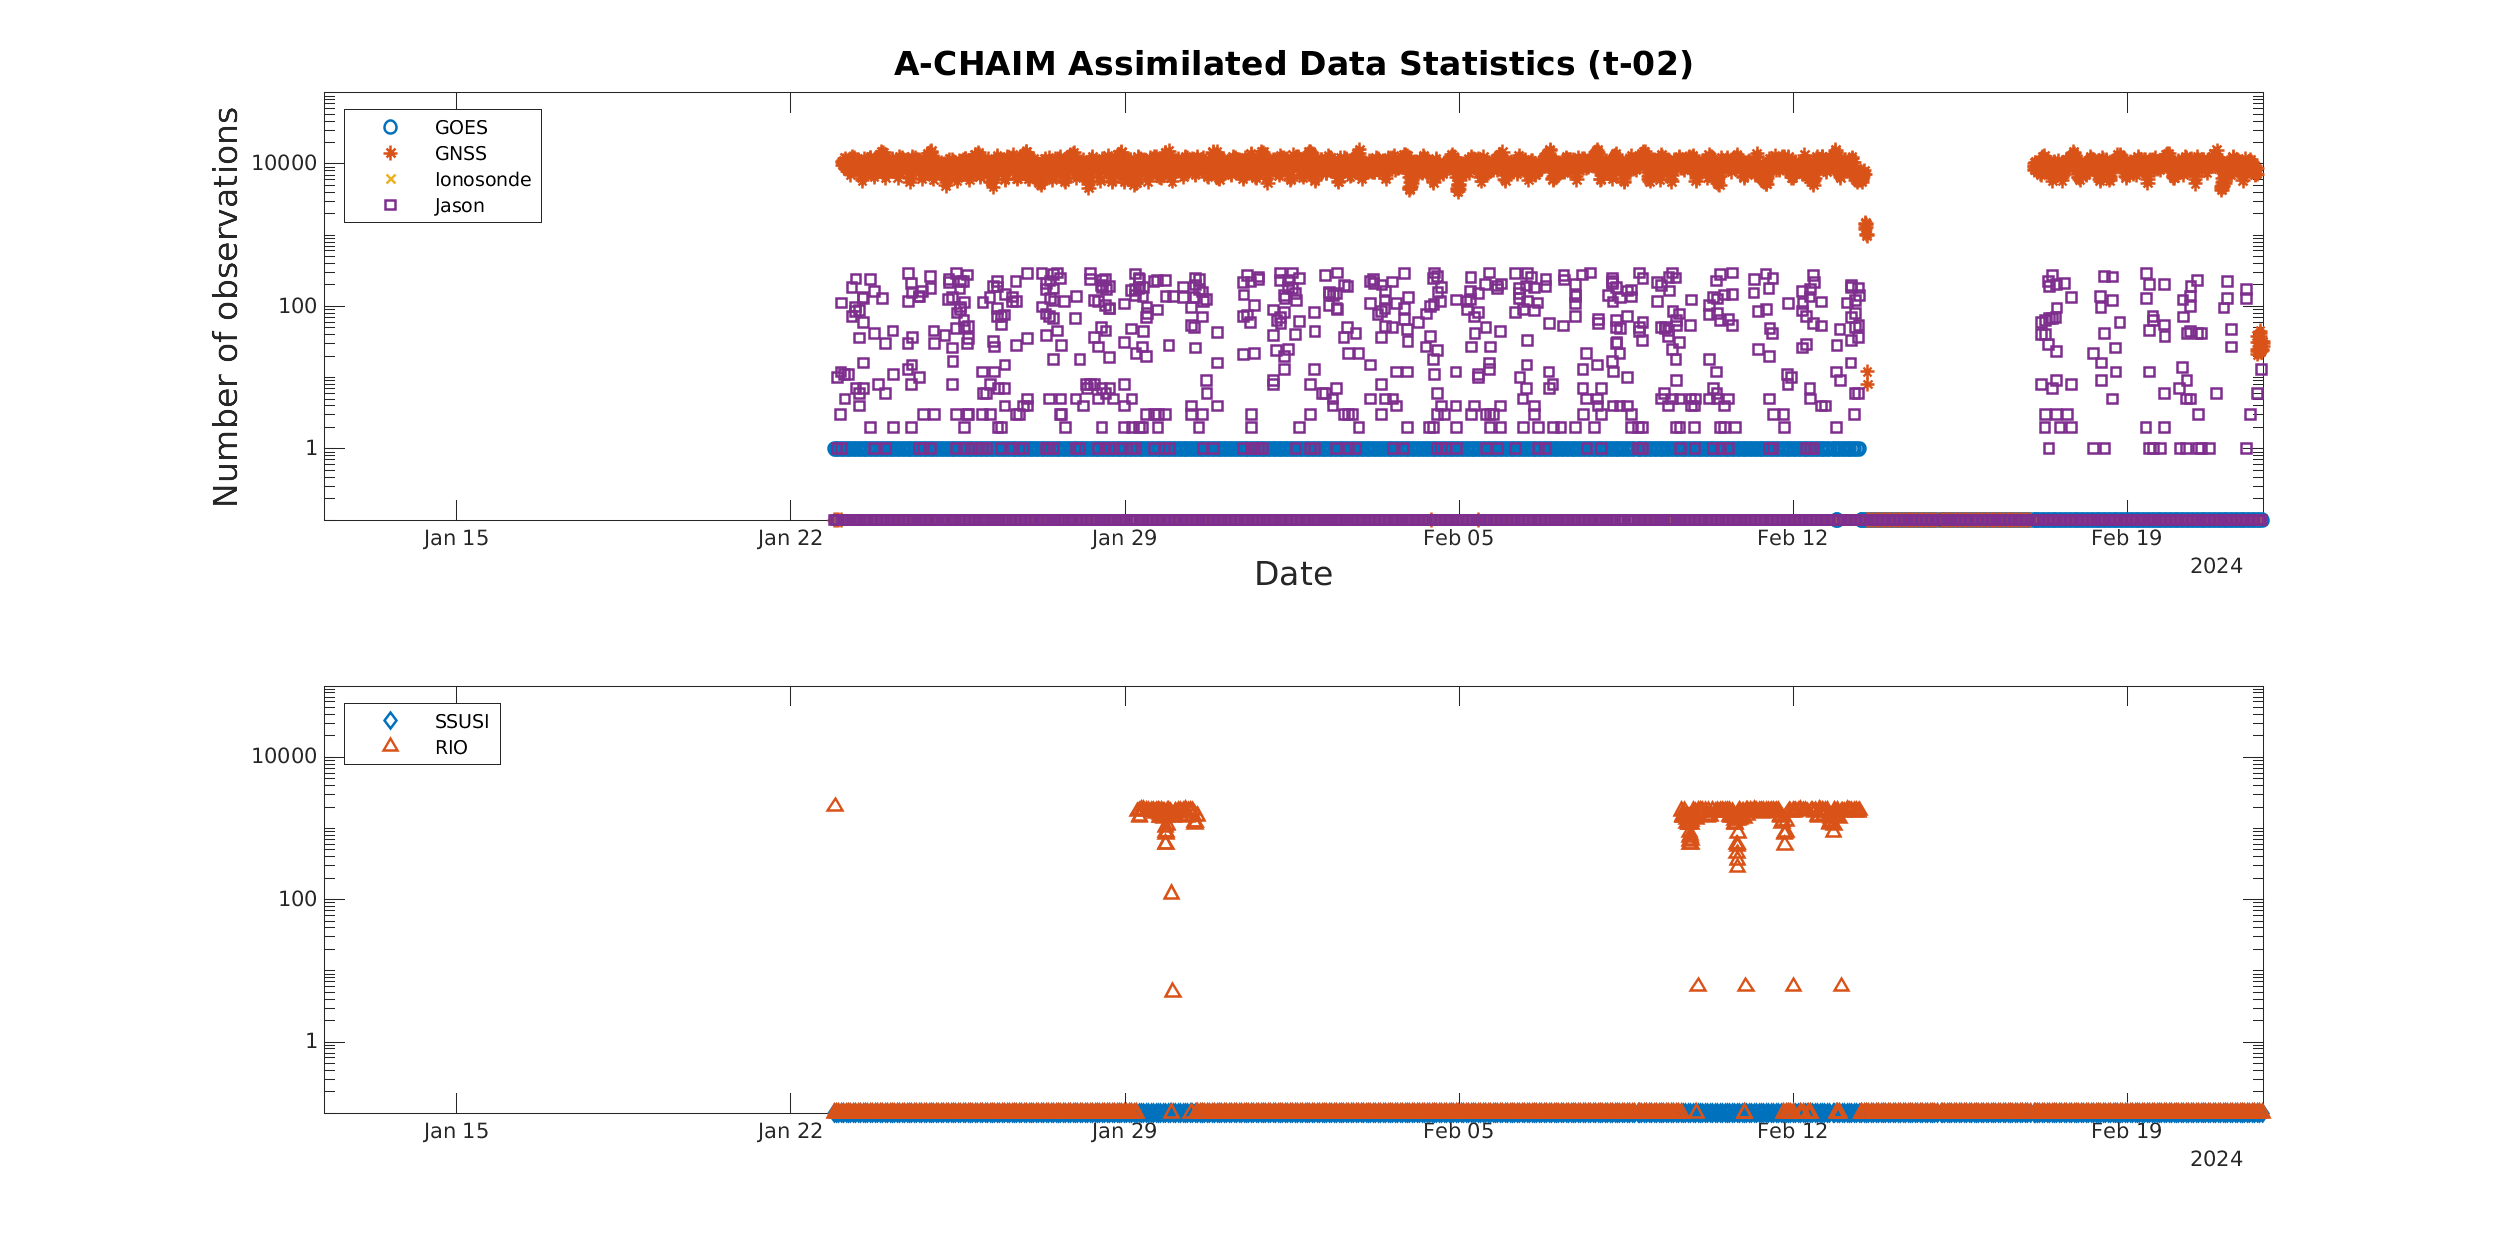 A-CHAIM Assimilated Data Statistics (t-02)
Number of observations
10000
100
1
GOES
GNSS
Ionosonde
Jason
Jan 15
Jan 22
Jan 29
Feb 05
Feb 12
Feb 19
2024
Date
10000
100
1
SSUSI
RIO
Jan 15
Jan 22
Jan 29
Feb 05
Feb 12
Feb 19
2024